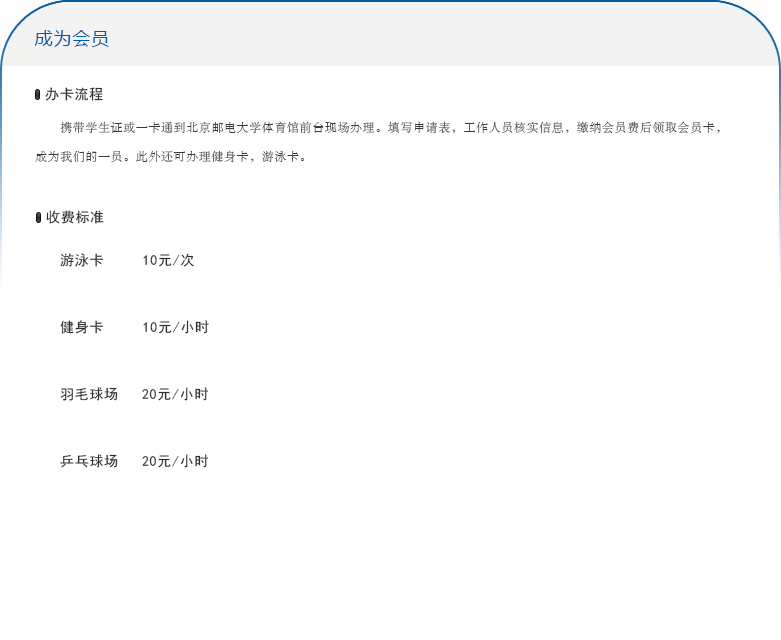 成为会员
办卡流程
携带学生证或一卡通到北京邮电大学体育馆前台现场办理。填写申请表，工作人员核实信息，缴纳会员费后领取会员卡，
成为我们的一员。此外还可办理健身卡，游泳卡。
收费标准
游泳卡 10元/次
健身卡 10元/小时
羽毛球场 20元/小时
乒乓球场 20元/小时